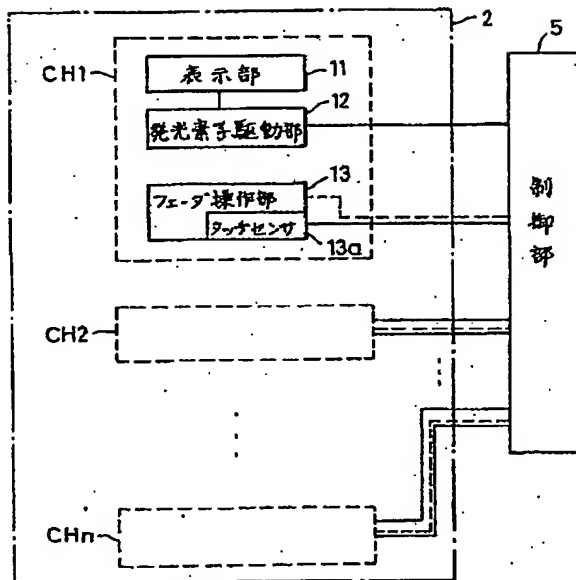 2
5
CH1
表示部
11
発光素子駆動部
12
フェーダ操作部
13
タッチセンサ
13a
制御部
CH2
CHn